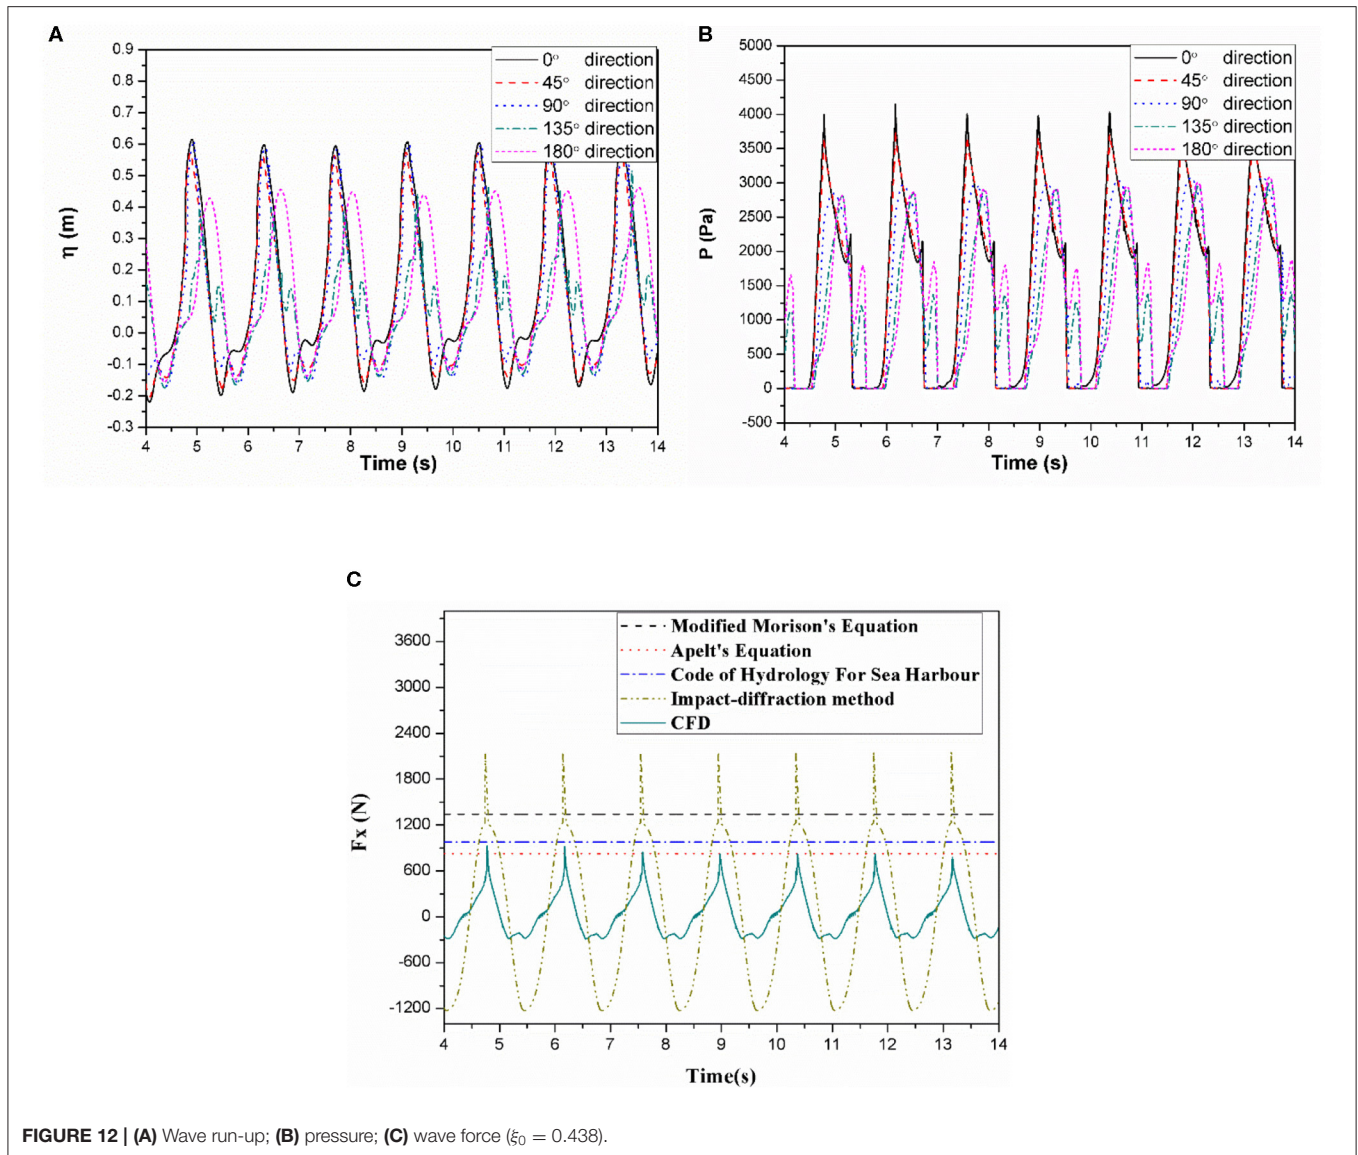 A
0.9
0.8
0.7
0.6
0.5
0.4
0.3
0.2
0.1
0.0
-0.1
-0.2
-0.3
η (m)
0° direction
45° direction
90° direction
135° direction
180° direction
4 5 6 7 8 9 10 11 12 13 14
Time (s)
B
5000
4500
4000
3500
3000
2500
2000
1500
1000
500
0
-500
P (Pa)
0° direction
45° direction
90° direction
135° direction
180° direction
4 5 6 7 8 9 10 11 12 13 14
Time (s)
C
3600
3000
2400
1800
1200
600
0
-600
-1200
Fx (N)
Modified Morison's Equation
Apelt's Equation
Code of Hydrology For Sea Harbour
Impact-diffraction method
CFD
4 5 6 7 8 9 10 11 12 13 14
Time(s)
FIGURE 12 | (A) Wave run-up; (B) pressure; (C) wave force (ξ₀ = 0.438).